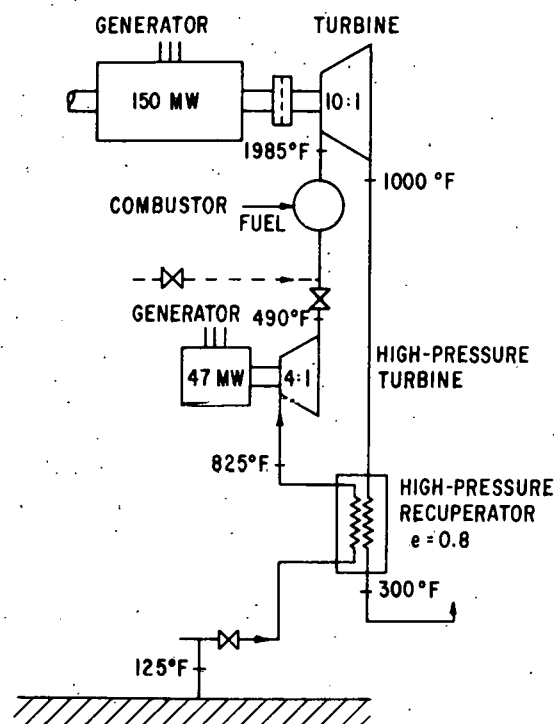 GENERATOR
TURBINE
150 MW
10:1
1985°F
1000 °F
COMBUSTOR
FUEL
490°F
GENERATOR
47 MW
4:1
HIGH-PRESSURE
TURBINE
825°F
HIGH-PRESSURE
RECUPERATOR
e = 0.8
300°F
125°F